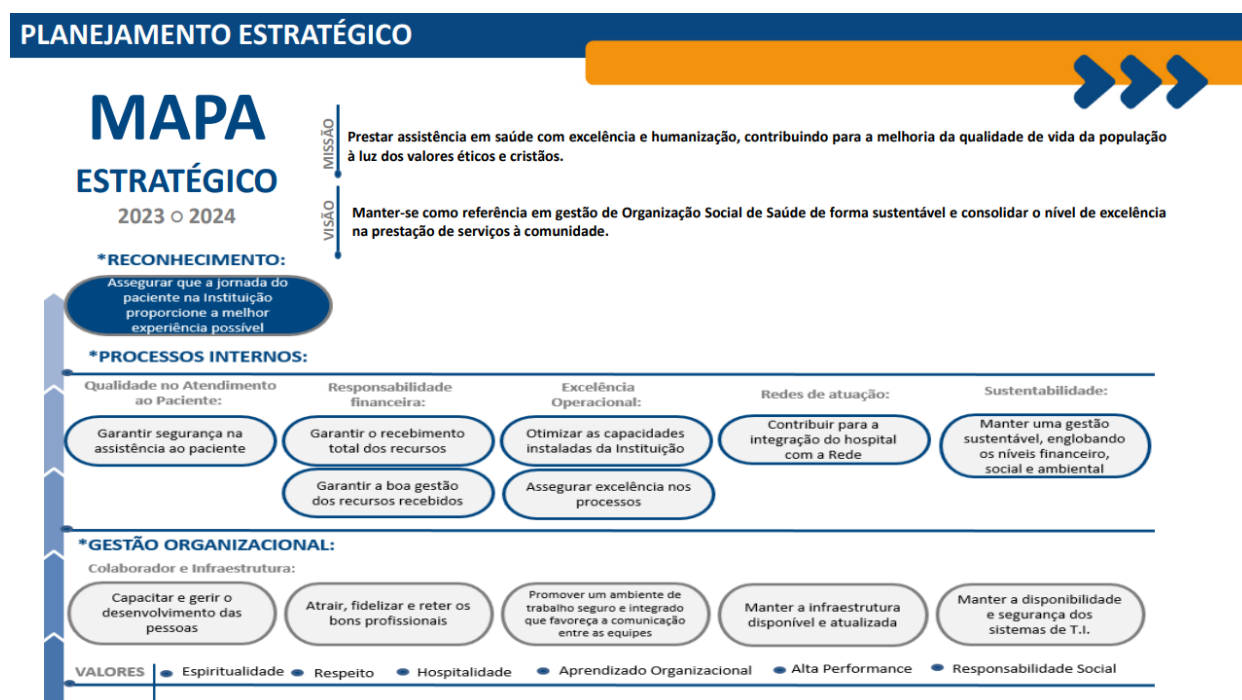 PLANEJAMENTO ESTRATÉGICO
MAPA
ESTRATÉGICO
2023 ○ 2024
MISSÃO
Prestar assistência em saúde com excelência e humanização, contribuindo para a melhoria da qualidade de vida da população
à luz dos valores éticos e cristãos.
VISÃO
Manter-se como referência em gestão de Organização Social de Saúde de forma sustentável e consolidar o nível de excelência
na prestação de serviços à comunidade.
*RECONHECIMENTO:
Assegurar que a jornada do
paciente na Instituição
proporcione a melhor
experiência possível
*PROCESSOS INTERNOS:
Qualidade no Atendimento
ao Paciente:
Garantir segurança na
assistência ao paciente
Responsabilidade
financeira:
Garantir o recebimento
total dos recursos
Garantir a boa gestão
dos recursos recebidos
Excelência
Operacional:
Otimizar as capacidades
instaladas da Instituição
Assegurar excelência nos
processos
Redes de atuação:
Contribuir para a
integração do hospital
com a Rede
Sustentabilidade:
Manter uma gestão
sustentável, englobando
os níveis financeiro,
social e ambiental
*GESTÃO ORGANIZACIONAL:
Colaborador e Infraestrutura:
Capacitar e gerir o
desenvolvimento das
pessoas
Atrair, fidelizar e reter os
bons profissionais
Promover um ambiente de
trabalho seguro e integrado
que favoreça a comunicação
entre as equipes
Manter a infraestrutura
disponível e atualizada
Manter a disponibilidade
e segurança dos
sistemas de T.I.
VALORES • Espiritualidade • Respeito • Hospitalidade • Aprendizado Organizacional • Alta Performance • Responsabilidade Social